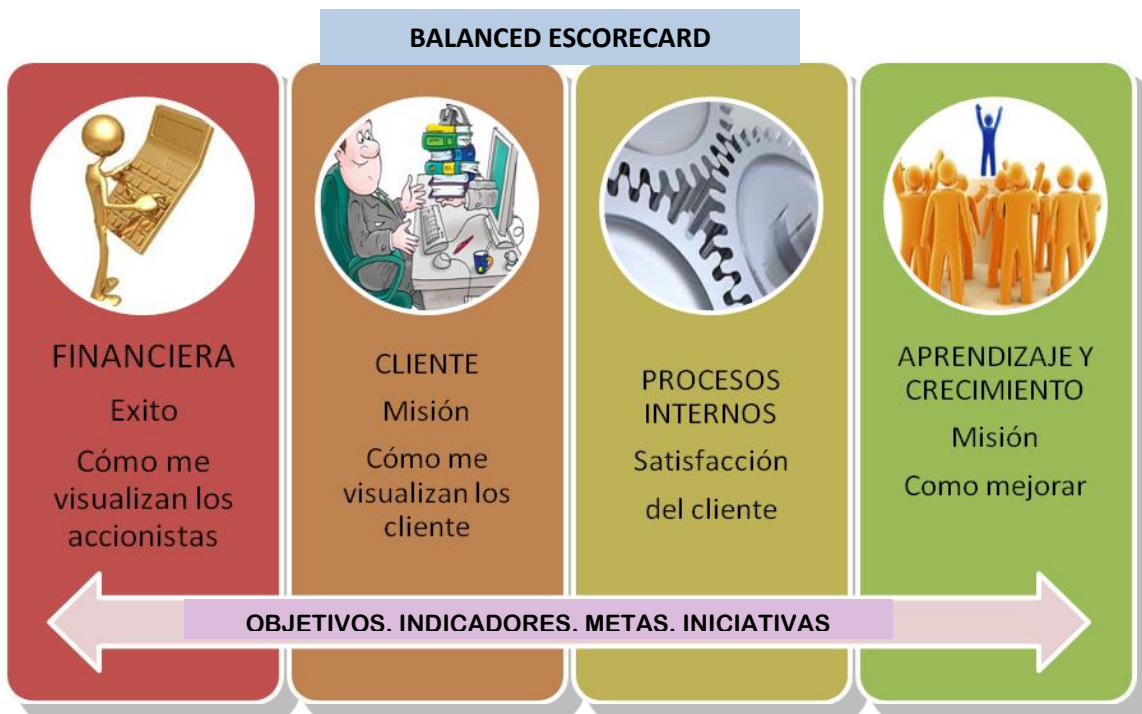 BALANCED ESCORECARD
FINANCIERA
Exito
Cómo me
visualizan los
accionistas
CLIENTE
Misión
Cómo me
visualizan los
cliente
PROCESOS
INTERNOS
Satisfacción
del cliente
APRENDIZAJE Y
CRECIMIENTO
Misión
Como mejorar
OBJETIVOS. INDICADORES. METAS. INICIATIVAS